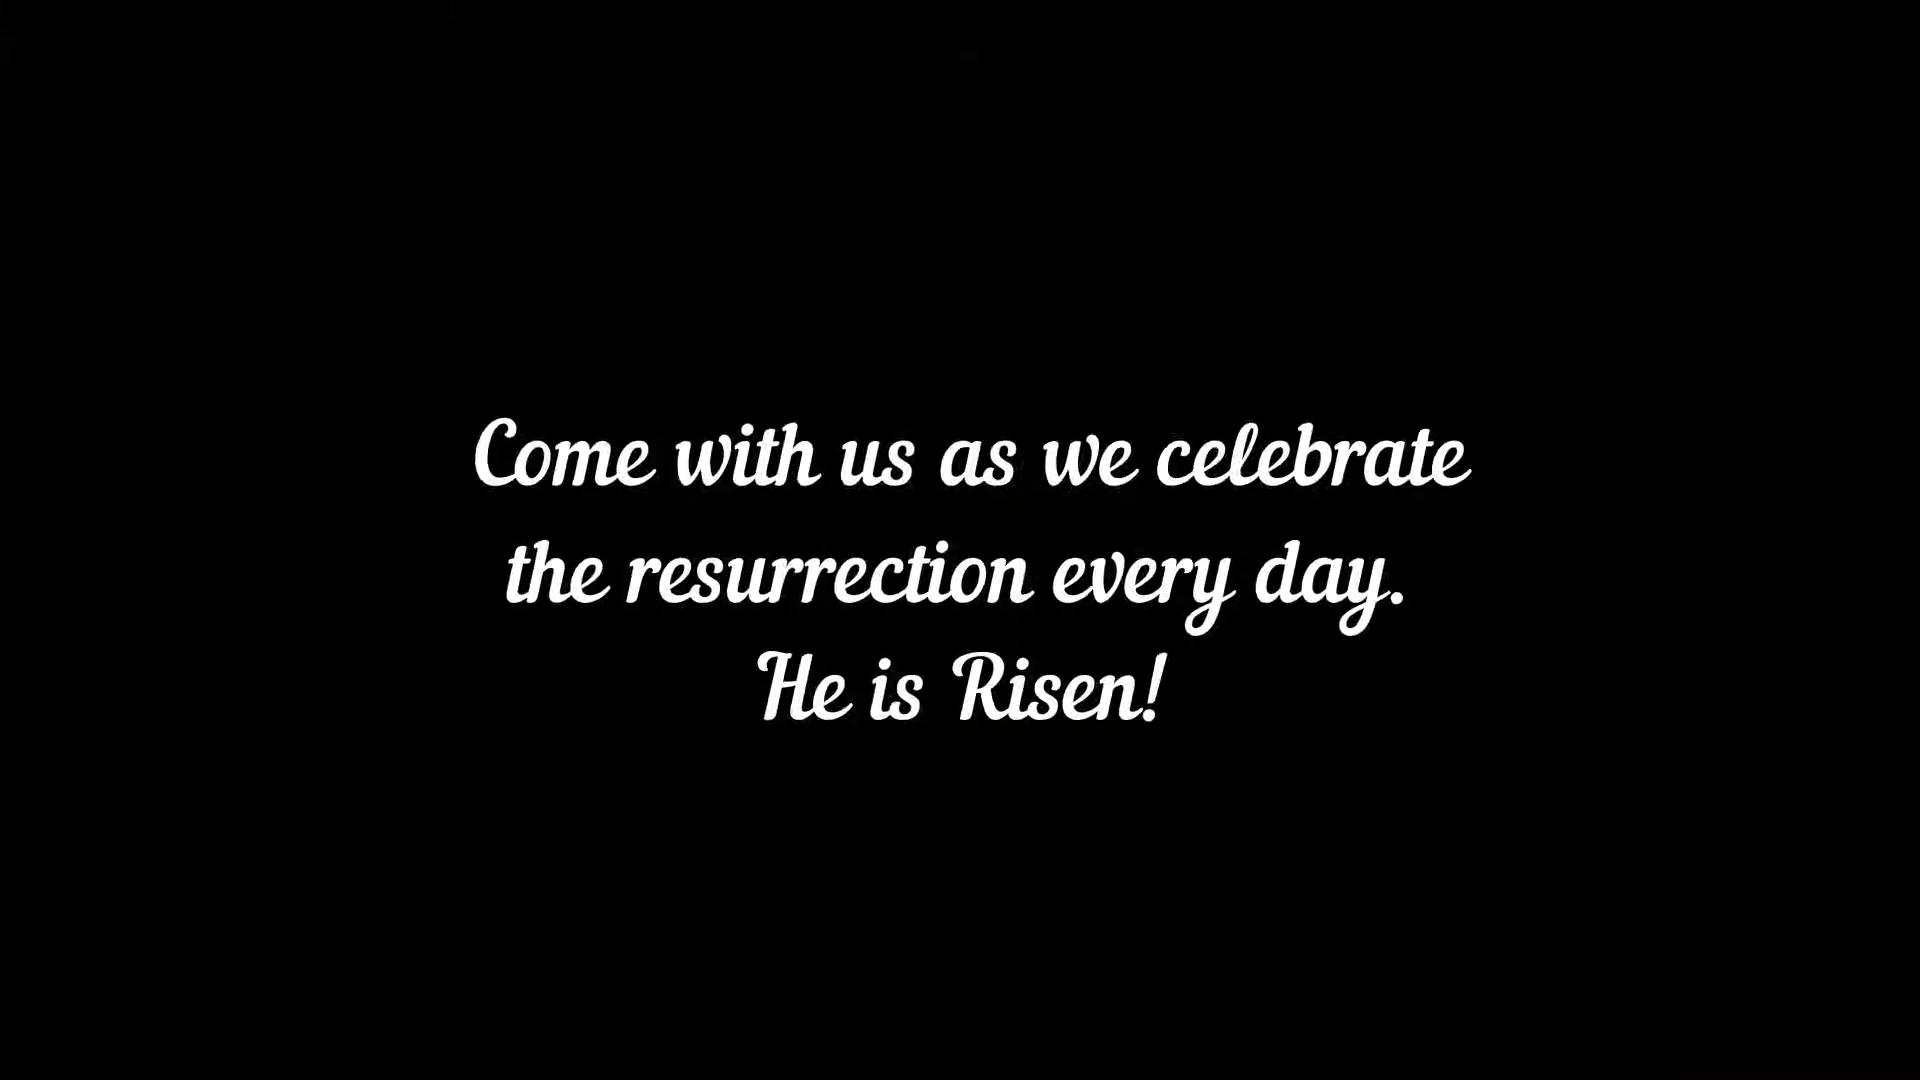 Come with us as we celebrate
the resurrection every day.
He is Risen!